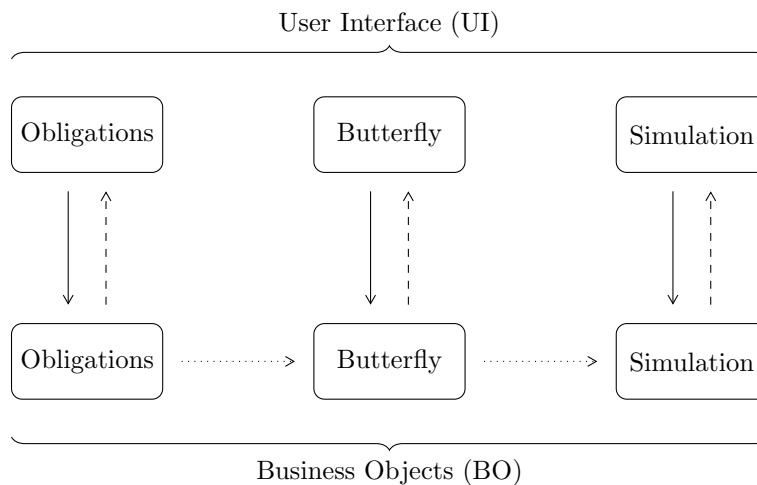 User Interface (UI)
Obligations Butterfly Simulation
Obligations Butterfly Simulation
Business Objects (BO)